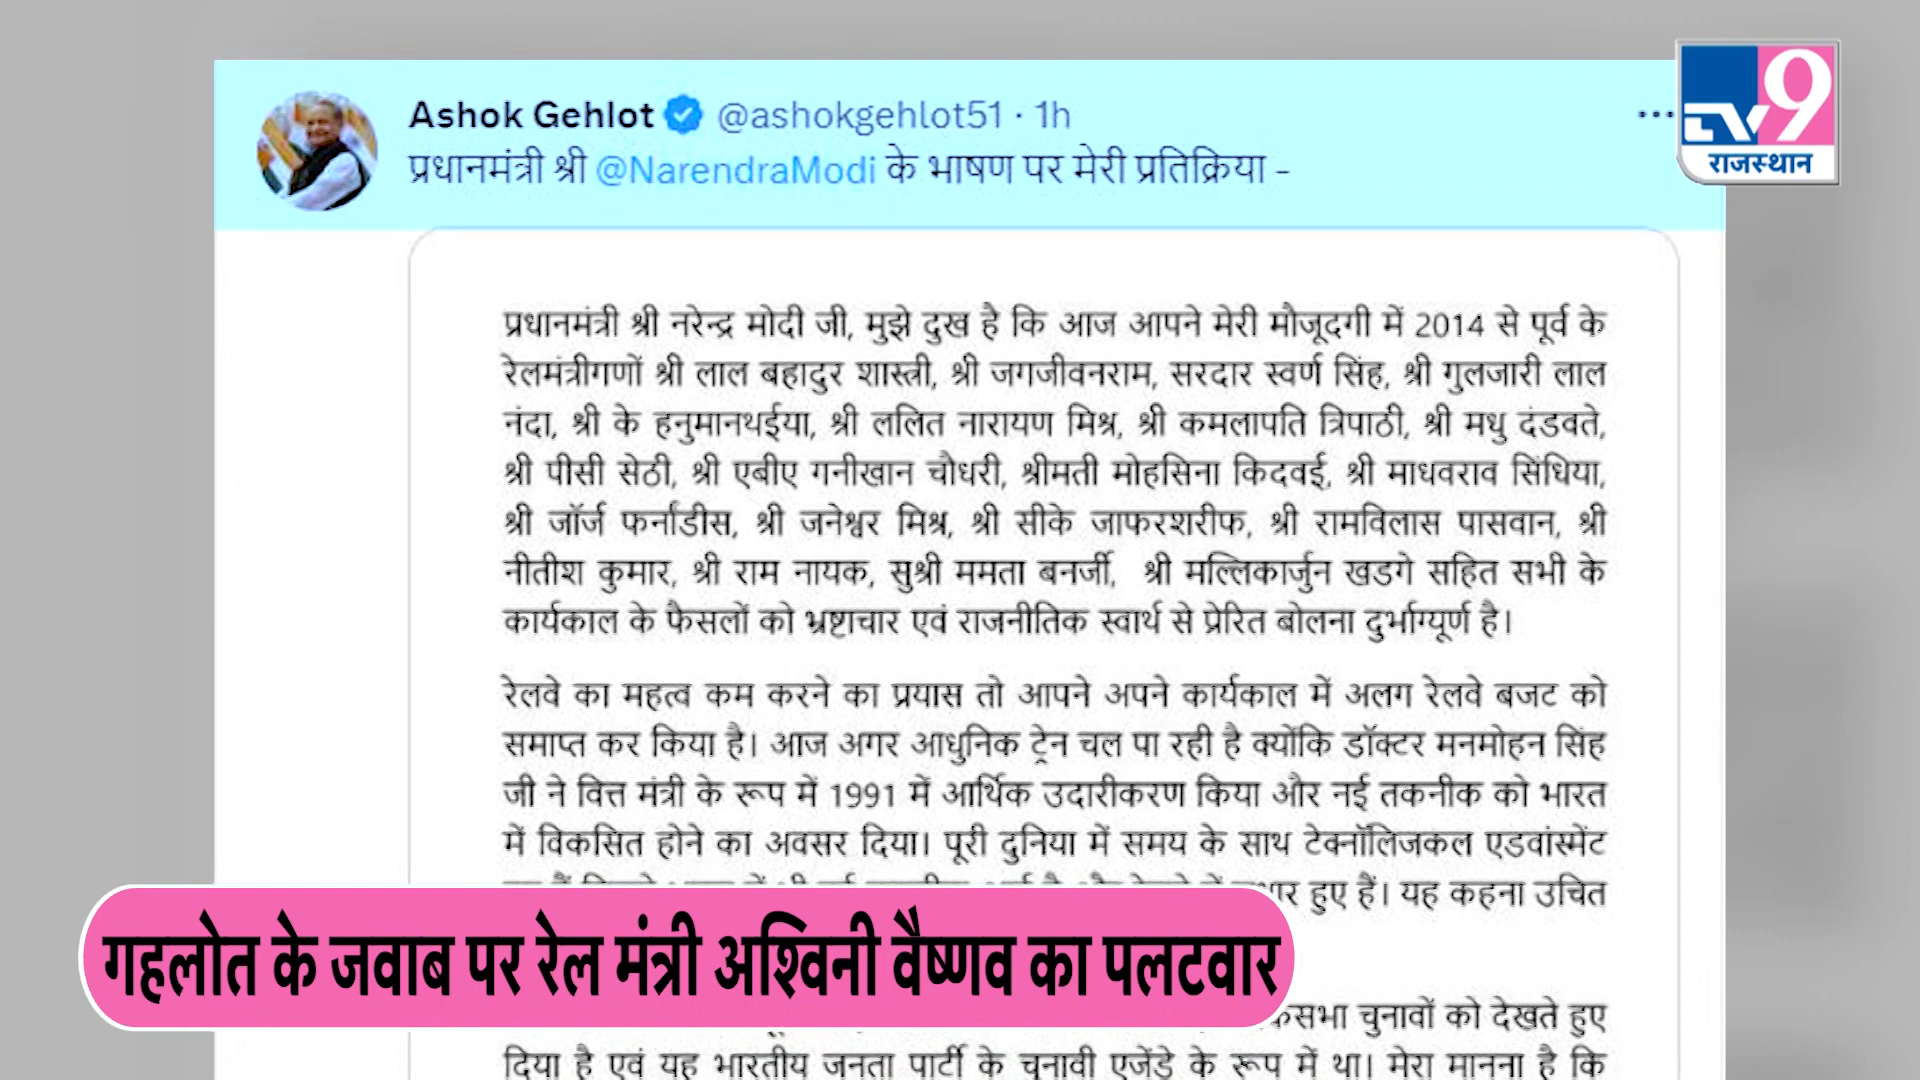 Ashok Gehlot @ashokgehlot51 · 1h
प्रधानमंत्री श्री @NarendraModi के भाषण पर मेरी प्रतिक्रिया -
TV9
राजस्थान
प्रधानमंत्री श्री नरेन्द्र मोदी जी, मुझे दुख है कि आज आपने मेरी मौजूदगी में 2014 से पूर्व के
रेलमंत्रीगणों श्री लाल बहादुर शास्त्री, श्री जगजीवनराम, सरदार स्वर्ण सिंह, श्री गुलजारी लाल
नंदा, श्री के हनुमानथईया, श्री ललित नारायण मिश्र, श्री कमलापति त्रिपाठी, श्री मधु दंडवते,
श्री पीसी सेठी, श्री एबीए गनीखान चौधरी, श्रीमती मोहसिना किदवई, श्री माधवराव सिंधिया,
श्री जॉर्ज फर्नांडीस, श्री जनेश्वर मिश्र, श्री सीके जाफरशरीफ, श्री रामविलास पासवान, श्री
नीतीश कुमार, श्री राम नायक, सुश्री ममता बनर्जी, श्री मल्लिकार्जुन खडगे सहित सभी के
कार्यकाल के फैसलों को भ्रष्टाचार एवं राजनीतिक स्वार्थ से प्रेरित बोलना दुर्भाग्यूर्ण है।
रेलवे का महत्व कम करने का प्रयास तो आपने अपने कार्यकाल में अलग रेलवे बजट को
समाप्त कर किया है। आज अगर आधुनिक ट्रेन चल पा रही है क्योंकि डॉक्टर मनमोहन सिंह
जी ने वित्त मंत्री के रूप में 1991 में आर्थिक उदारीकरण किया और नई तकनीक को भारत
में विकसित होने का अवसर दिया। पूरी दुनिया में समय के साथ टेक्नॉलिजकल एडवांस्मेंट
हुए हैं। यह कहना उचित
गहलोत के जवाब पर रेल मंत्री अश्विनी वैष्णव का पलटवार
चुनावों को देखते हुए
दिया है एवं यह भारतीय जनता पार्टी के चुनावी एजेंडे के रूप में था। मेरा मानना है कि